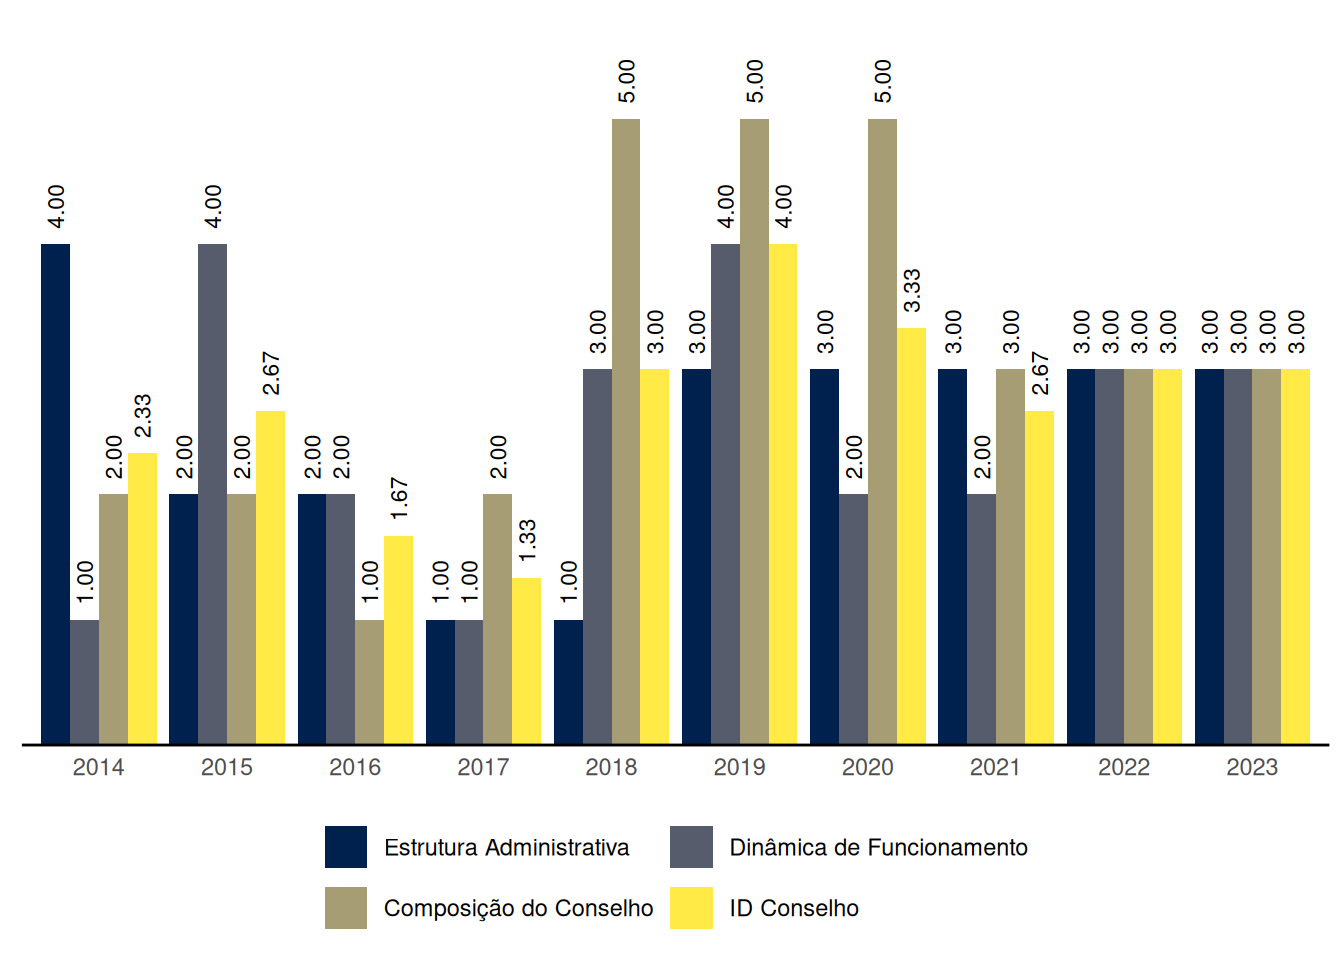 4.00 1.00 2.00 2.33
2.00 4.00 2.00 2.67
2.00 2.00 1.00 1.67
1.00 1.00 2.00 1.33
1.00 3.00 5.00 3.00
3.00 4.00 5.00 4.00
3.00 2.00 5.00 3.33
3.00 2.00 3.00 2.67
3.00 3.00 3.00 3.00
3.00 3.00 3.00 3.00
2014 2015 2016 2017 2018 2019 2020 2021 2022 2023
Estrutura Administrativa Dinâmica de Funcionamento
Composição do Conselho ID Conselho